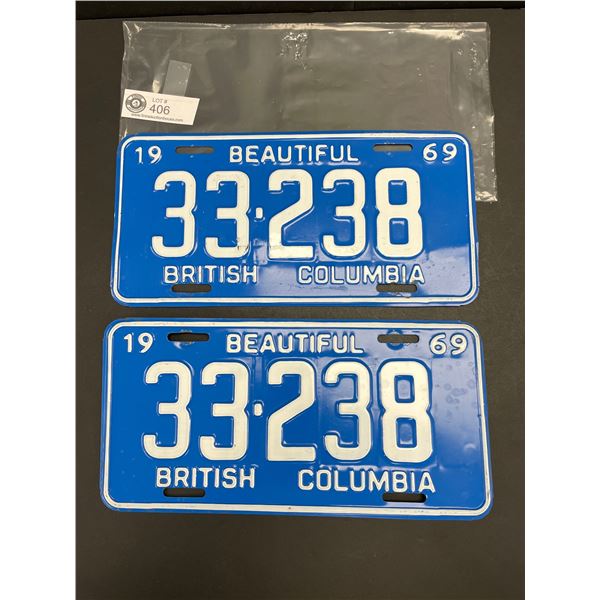 LOT #
406
19 BEAUTIFUL 69
33·238
BRITISH COLUMBIA
19 BEAUTIFUL 69
33·238
BRITISH COLUMBIA